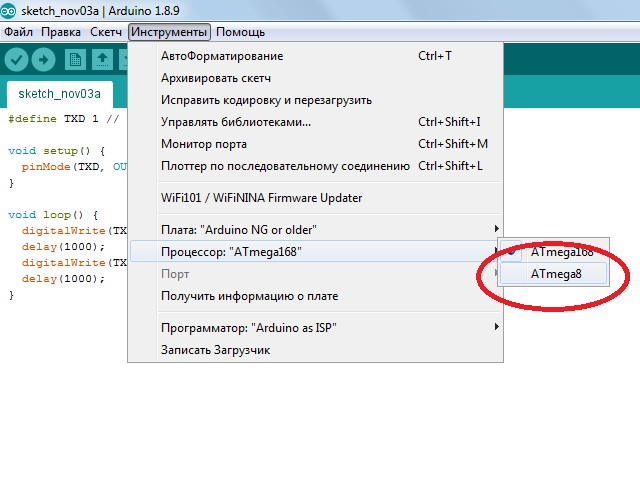 sketch_nov03a | Arduino 1.8.9
Файл Правка Скетч Инструменты Помощь
sketch_nov03a
#define TXD 1 //
void setup() {
pinMode(TXD, OU
}
void loop() {
digitalWrite(TX
delay(1000);
digitalWrite(TX
delay(1000);
}
АвтоФорматирование Ctrl+T
Архивировать скетч
Исправить кодировку и перезагрузить
Управлять библиотеками... Ctrl+Shift+I
Монитор порта Ctrl+Shift+M
Плоттер по последовательному соединению Ctrl+Shift+L
WiFi101 / WiFiNINA Firmware Updater
Плата: "Arduino NG or older"
Процессор: "ATmega168"
Порт
Получить информацию о плате
Программатор: "Arduino as ISP"
Записать Загрузчик
ATmega168
ATmega8